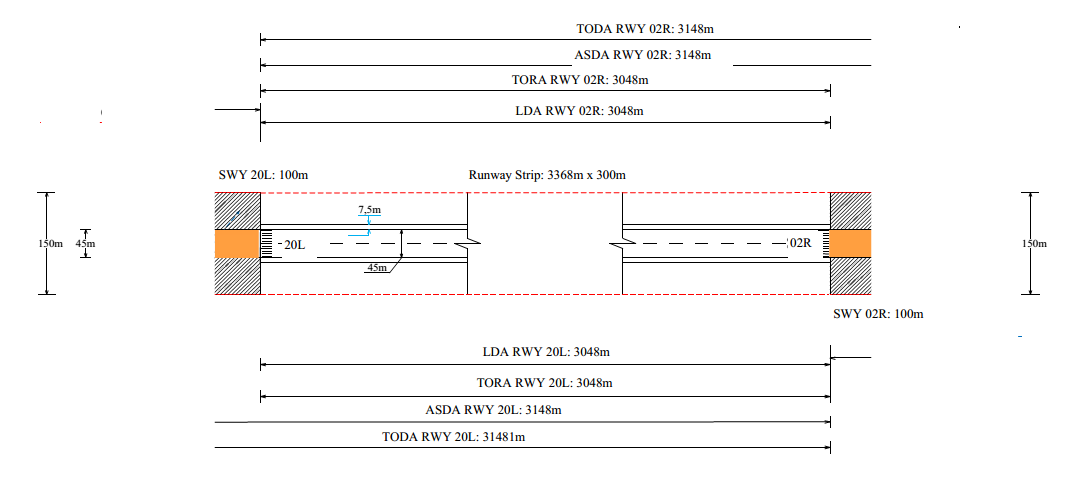 TODA RWY 02R: 3148m
ASDA RWY 02R: 3148m
TORA RWY 02R: 3048m
LDA RWY 02R: 3048m
SWY 20L: 100m
Runway Strip: 3368m x 300m
7,5m
150m
45m
20L
02R
150m
45m
SWY 02R: 100m
LDA RWY 20L: 3048m
TORA RWY 20L: 3048m
ASDA RWY 20L: 3148m
TODA RWY 20L: 31481m